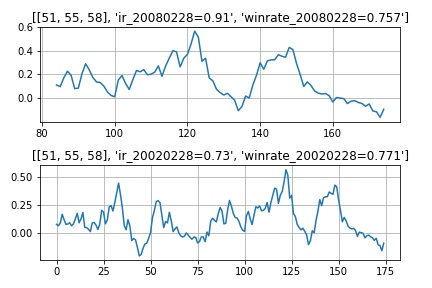 [[51, 55, 58], 'ir_20080228=0.91', 'winrate_20080228=0.757']
0.6
0.4
0.2
0.0
80 100 120 140 160
[[51, 55, 58], 'ir_20020228=0.73', 'winrate_20020228=0.771']
0.50
0.25
0.00
0 25 50 75 100 125 150 175